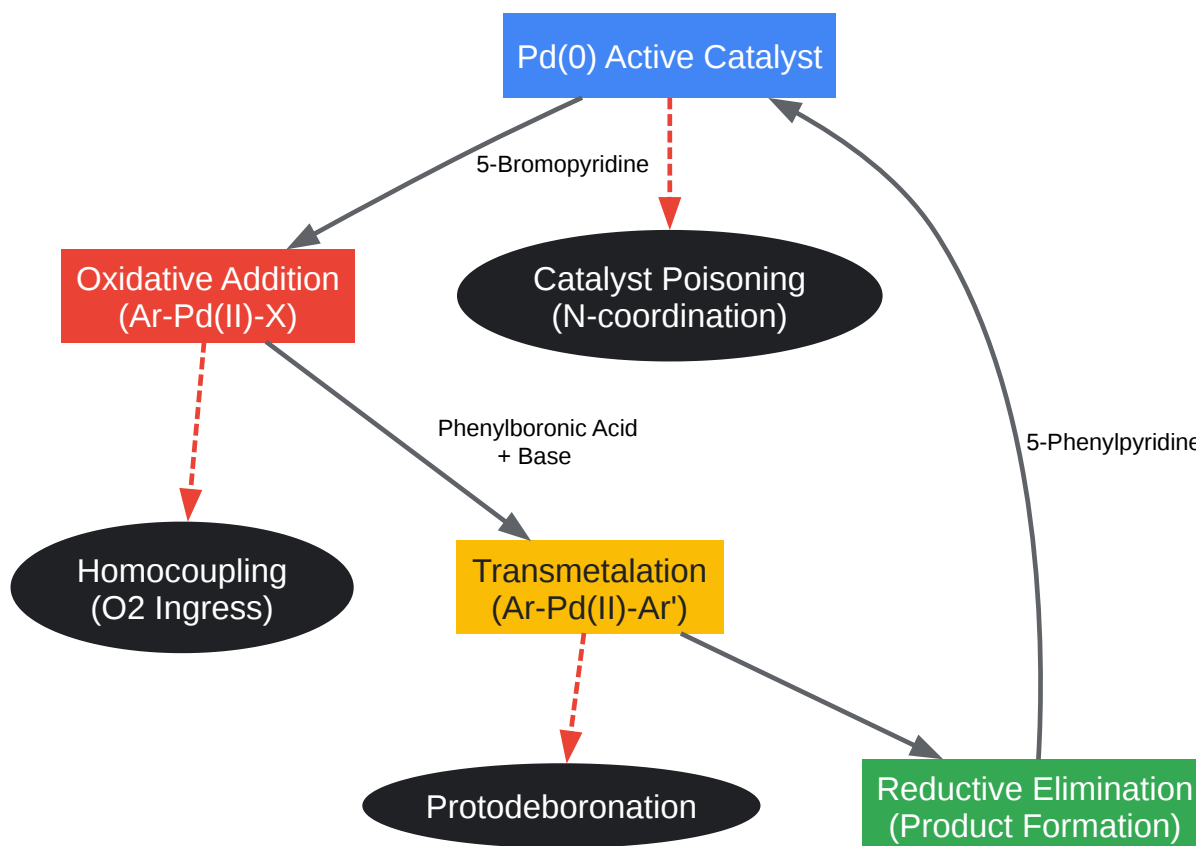 Pd(0) Active Catalyst
5-Bromopyridine
Oxidative Addition
(Ar-Pd(II)-X)
Catalyst Poisoning
(N-coordination)
Phenylboronic Acid
+ Base
5-Phenylpyridine
Homocoupling
(O2 Ingress)
Transmetalation
(Ar-Pd(II)-Ar')
Protodeboronation
Reductive Elimination
(Product Formation)